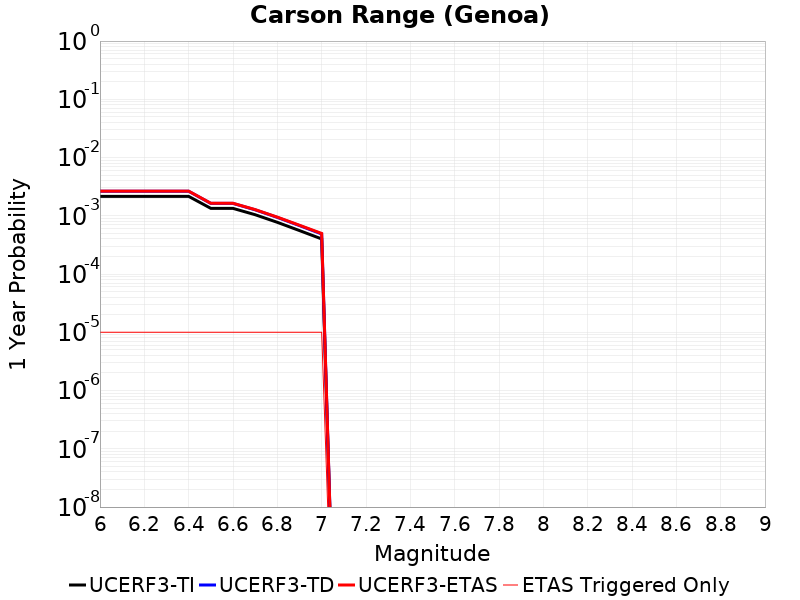 Carson Range (Genoa)
10^0
10^-1
10^-2
10^-3
10^-4
10^-5
10^-6
10^-7
10^-8
1 Year Probability
6 6.2 6.4 6.6 6.8 7 7.2 7.4 7.6 7.8 8 8.2 8.4 8.6 8.8 9
Magnitude
UCERF3-TI UCERF3-TD UCERF3-ETAS ETAS Triggered Only